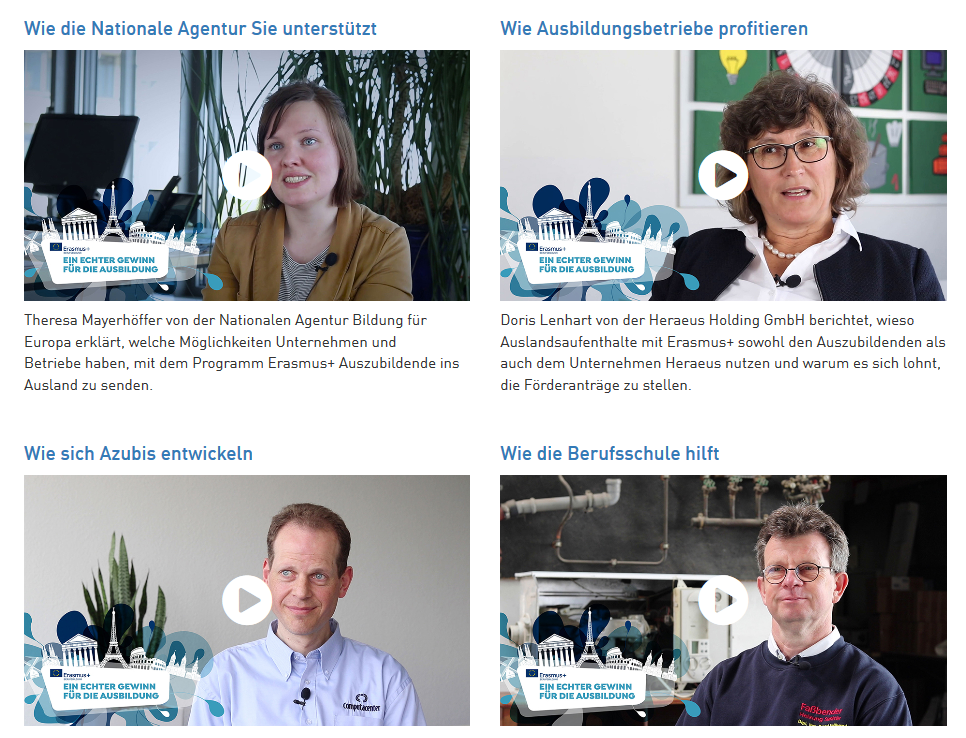 Wie die Nationale Agentur Sie unterstützt
Erasmus+
EIN ECHTER GEWINN
FÜR DIE AUSBILDUNG
Theresa Mayerhöffer von der Nationalen Agentur Bildung für
Europa erklärt, welche Möglichkeiten Unternehmen und
Betriebe haben, mit dem Programm Erasmus+ Auszubildende ins
Ausland zu senden.
Wie Ausbildungsbetriebe profitieren
Erasmus+
EIN ECHTER GEWINN
FÜR DIE AUSBILDUNG
Doris Lenhart von der Heraeus Holding GmbH berichtet, wieso
Auslandsaufenthalte mit Erasmus+ sowohl den Auszubildenden als
auch dem Unternehmen Heraeus nutzen und warum es sich lohnt,
die Förderanträge zu stellen.
Wie sich Azubis entwickeln
Erasmus+
EIN ECHTER GEWINN
FÜR DIE AUSBILDUNG
computacenter
Wie die Berufsschule hilft
Erasmus+
EIN ECHTER GEWINN
FÜR DIE AUSBILDUNG
Faßbender